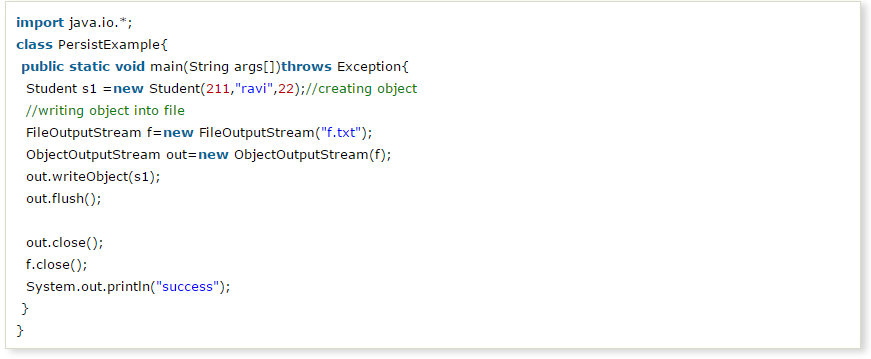 import java.io.*;
class PersistExample{
public static void main(String args[])throws Exception{
Student s1 =new Student(211,"ravi",22);//creating object
//writing object into file
FileOutputStream f=new FileOutputStream("f.txt");
ObjectOutputStream out=new ObjectOutputStream(f);
out.writeObject(s1);
out.flush();
out.close();
f.close();
System.out.println("success");
}
}